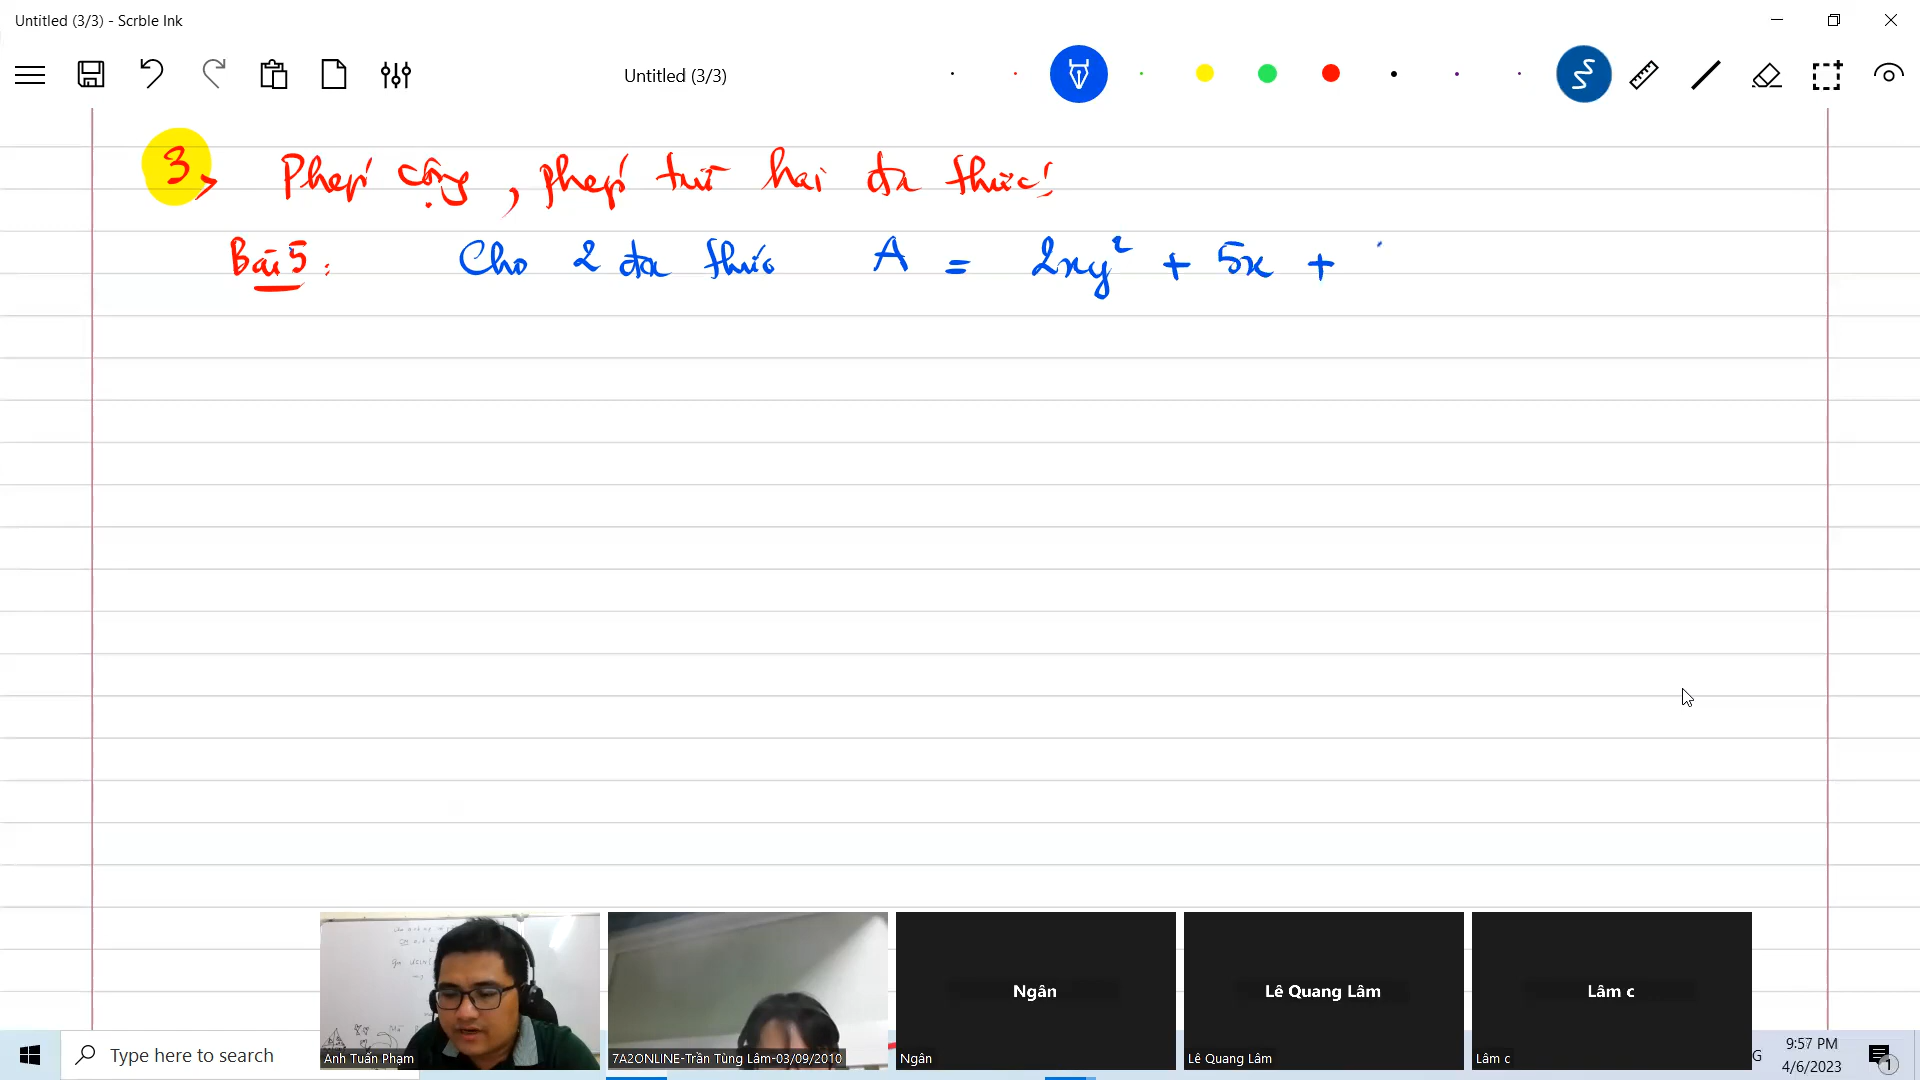 Untitled (3/3) - Scrble Ink
Untitled (3/3)
3> Phép cộng, phép trừ hai đa thức!
Bài 5: Cho 2 đa thức A = 2xy² + 5x +
Anh Tuấn Phạm
7A2ONLINE-Trần Tùng Lâm-03/09/2010
Ngân
Ngân
Lê Quang Lâm
Lê Quang Lâm
Lâm c
Lâm c
Type here to search
G
9:57 PM
4/6/2023
1